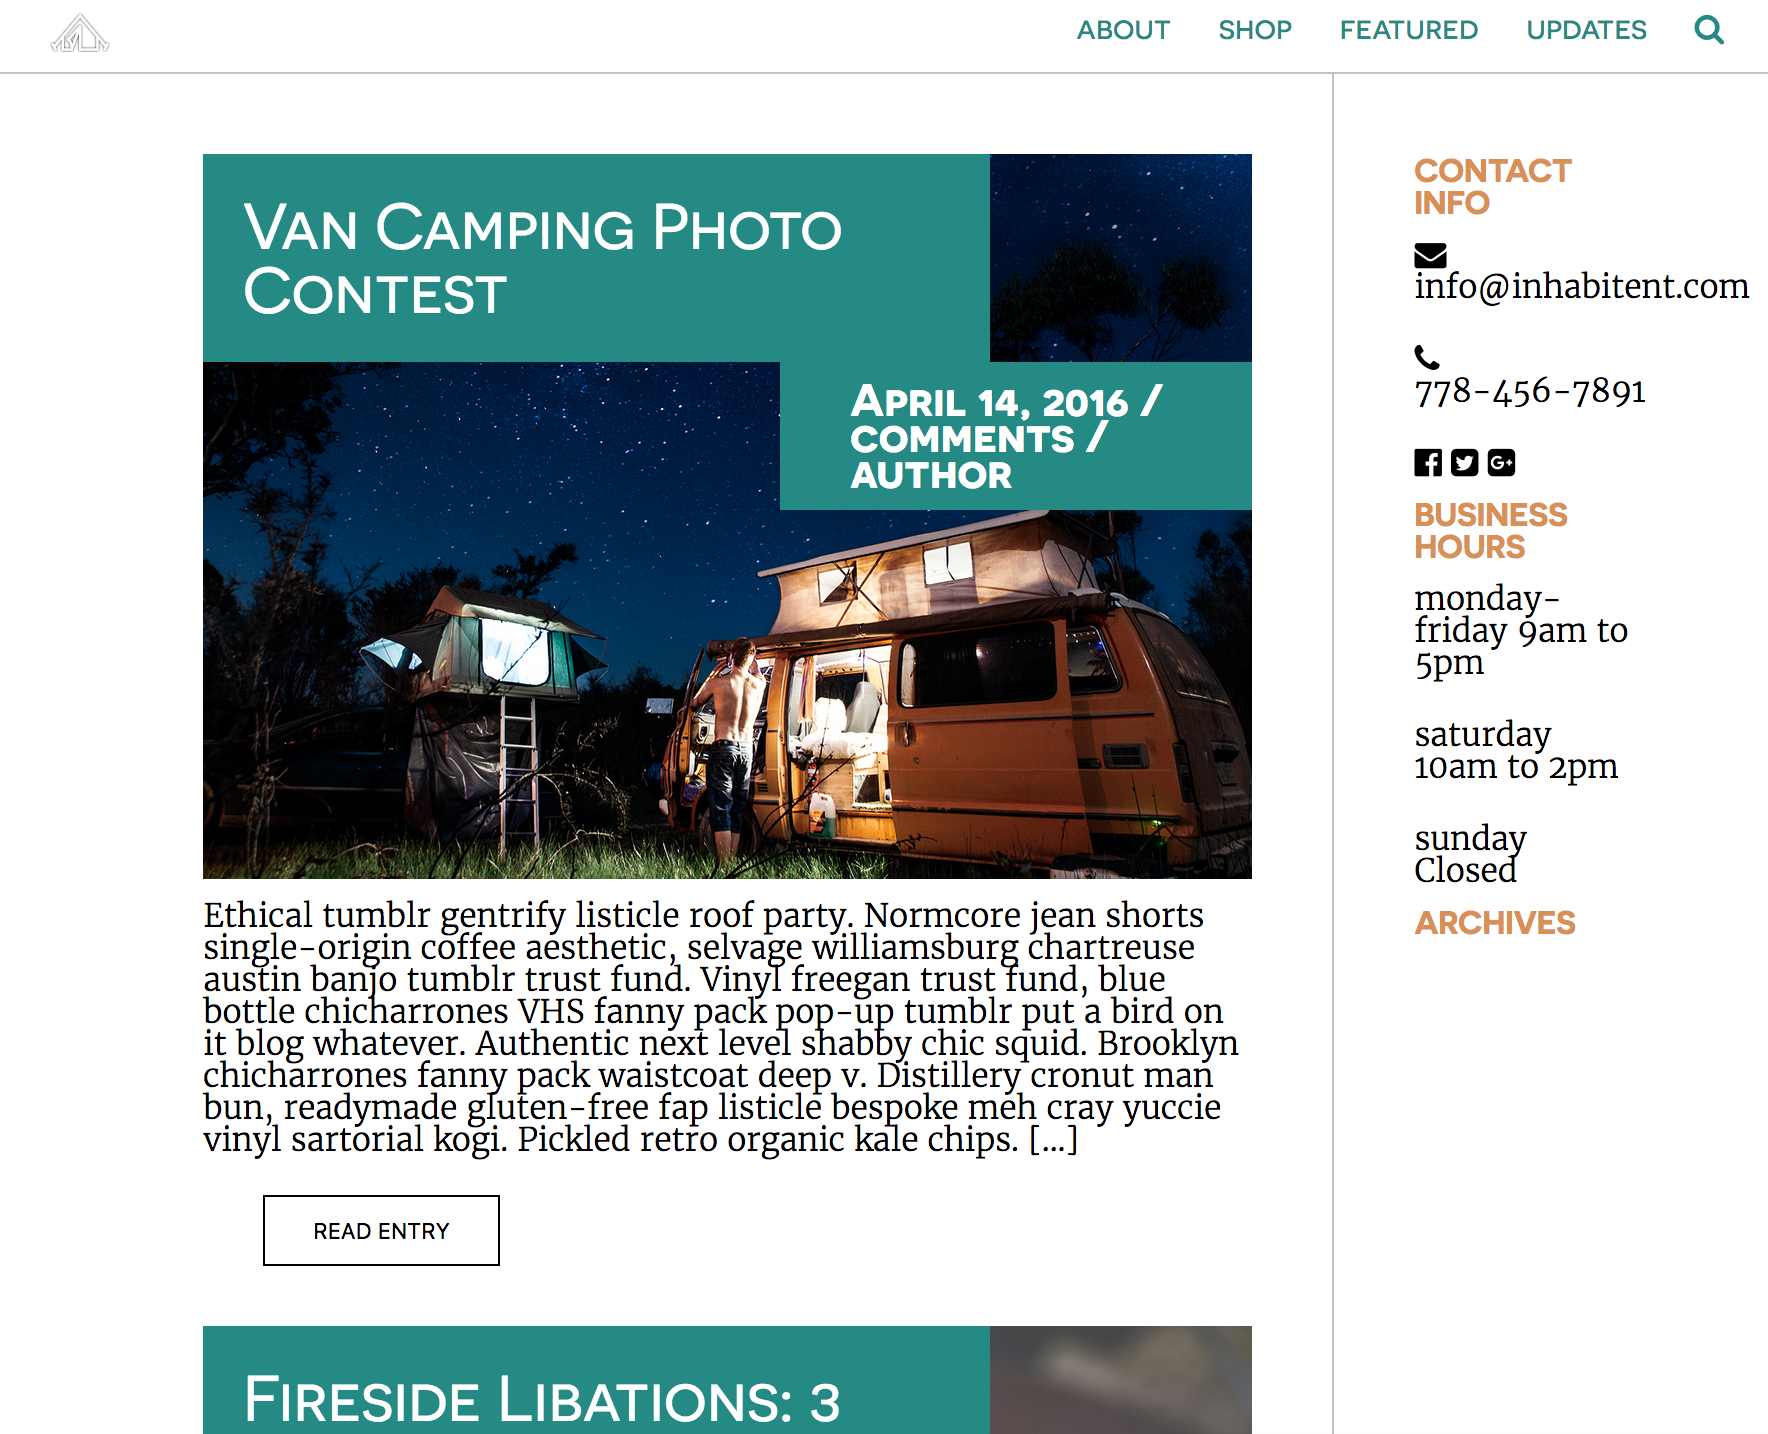 ABOUT SHOP FEATURED UPDATES
Van Camping Photo
Contest
April 14, 2016 /
comments /
author
Ethical tumblr gentrify listicle roof party. Normcore jean shorts
single-origin coffee aesthetic, selvage williamsburg chartreuse
austin banjo tumblr trust fund. Vinyl freegan trust fund, blue
bottle chicharrones VHS fanny pack pop-up tumblr put a bird on
it blog whatever. Authentic next level shabby chic squid. Brooklyn
chicharrones fanny pack waistcoat deep v. Distillery cronut man
bun, readymade gluten-free fap listicle bespoke meh cray yuccie
vinyl sartorial kogi. Pickled retro organic kale chips. [...]
READ ENTRY
Fireside Libations: 3
CONTACT
INFO
info@inhabitent.com
778-456-7891
BUSINESS
HOURS
monday-
friday 9am to
5pm
saturday
10am to 2pm
sunday
Closed
ARCHIVES